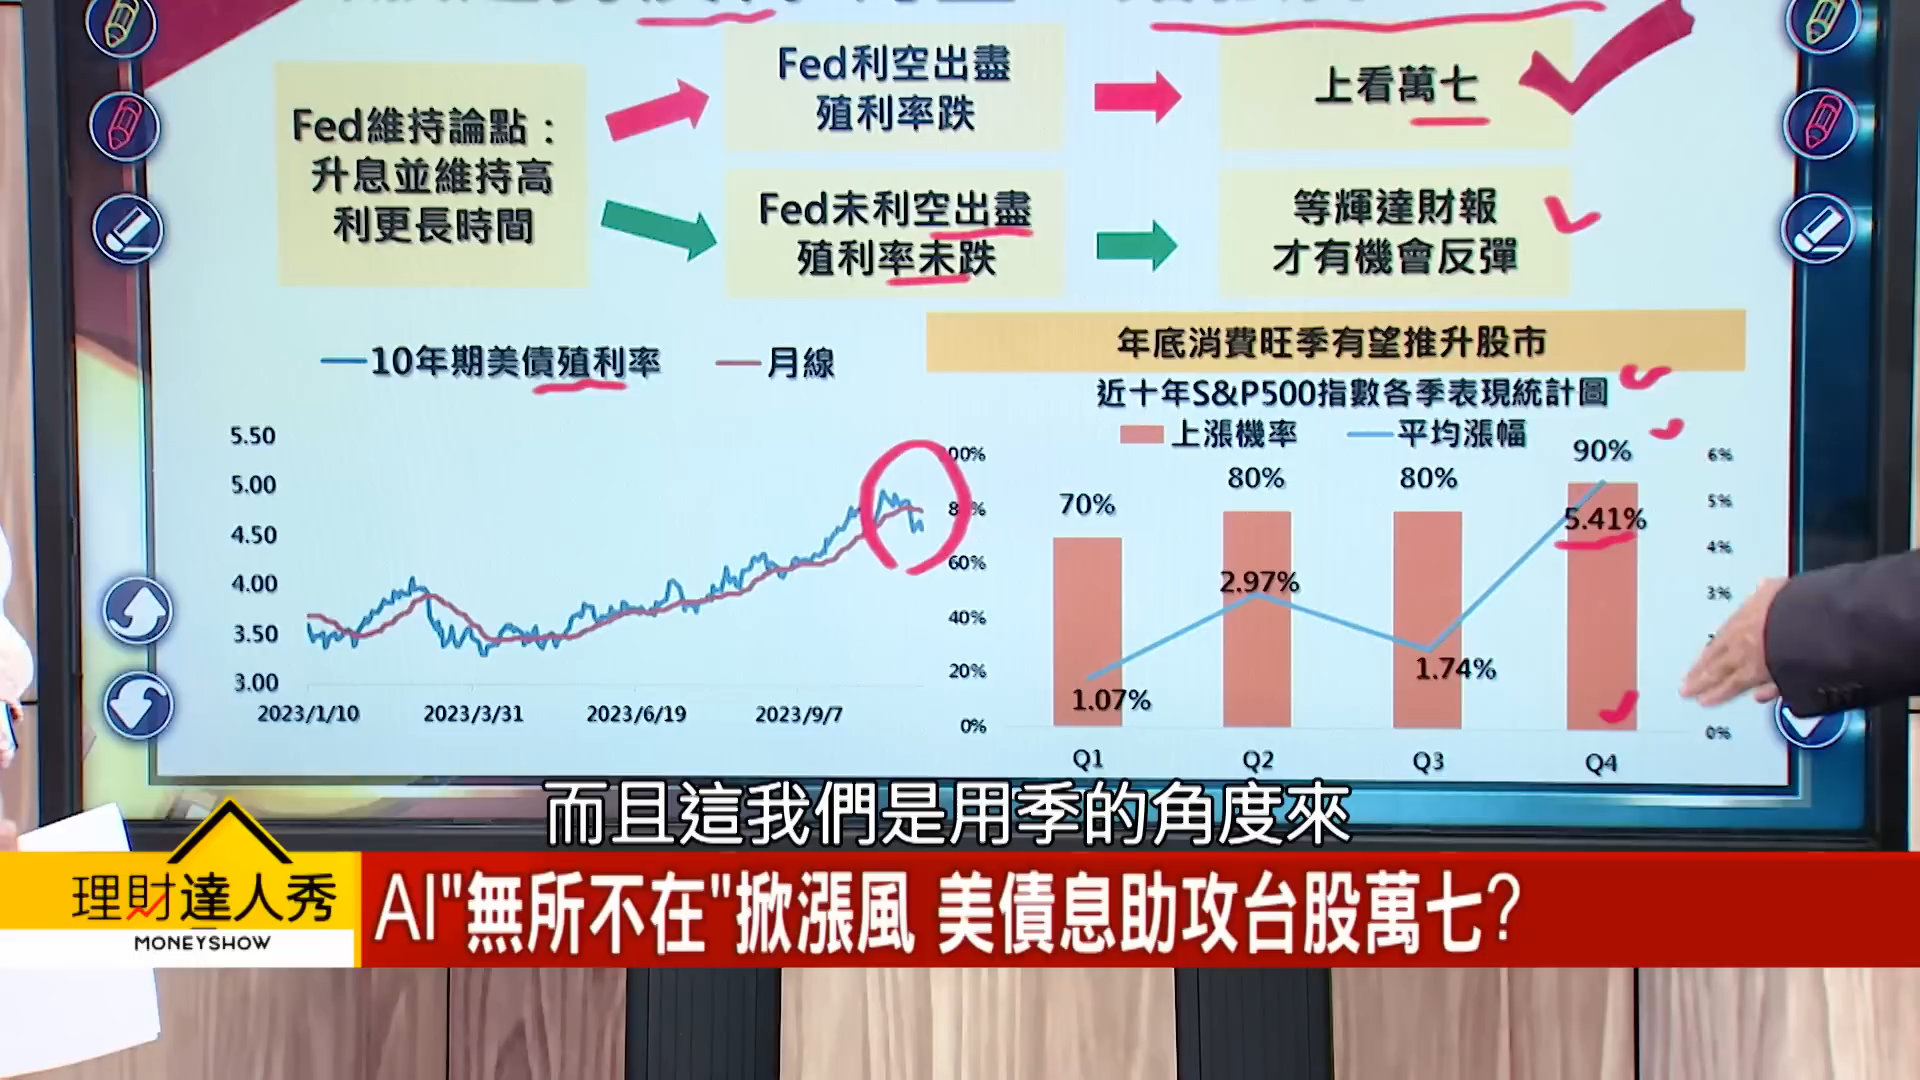 Fed維持論點：
升息並維持高
利更長時間
Fed利空出盡
殖利率跌
上看萬七
Fed未利空出盡
殖利率未跌
等輝達財報
才有機會反彈
10年期美債殖利率
月線
5.50
5.00
4.50
4.00
3.50
3.00
2023/1/10
2023/3/31
2023/6/19
2023/9/7
年底消費旺季有望推升股市
近十年S&P500指數各季表現統計圖
上漲機率
平均漲幅
00%
60%
40%
20%
0%
70%
80%
80%
90%
1.07%
2.97%
1.74%
5.41%
6%
5%
4%
3%
0%
Q1
Q2
Q3
Q4
而且這我們是用季的角度來
理財達人秀
MONEYSHOW
AI"無所不在"掀漲風 美債息助攻台股萬七?